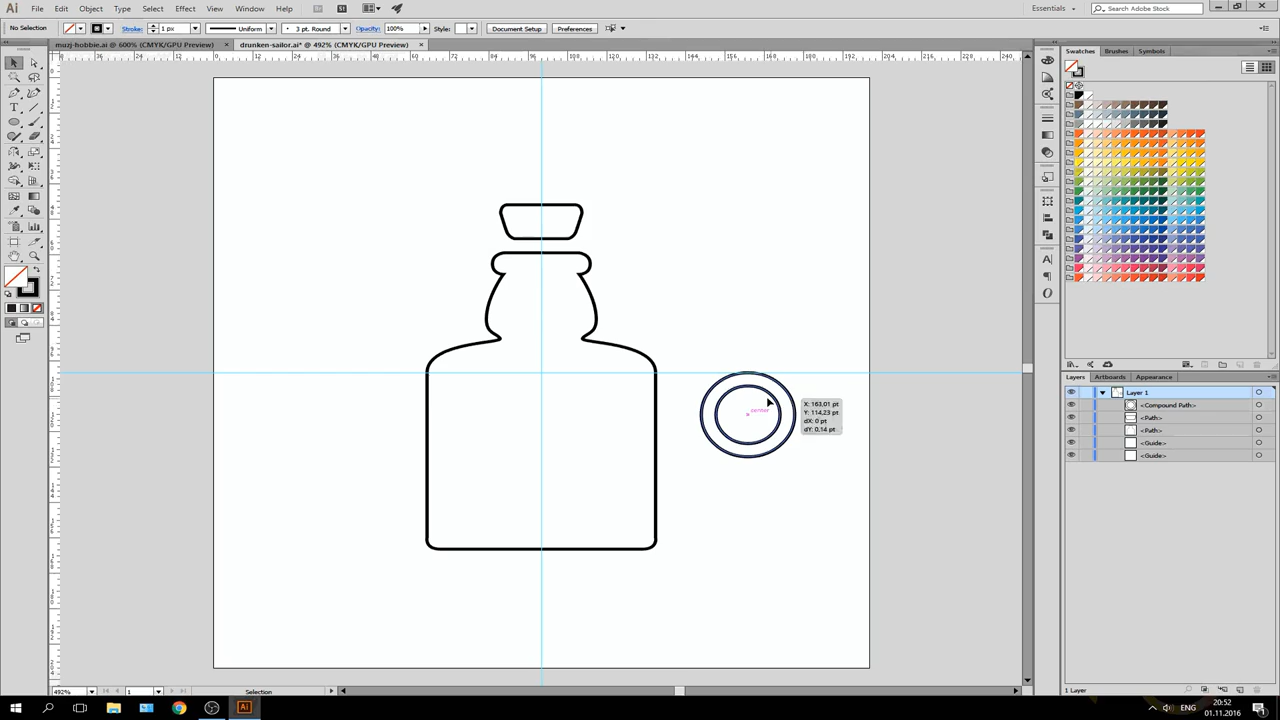 Ai File Edit Object Type Select Effect View Window Help Br St Essentials Search Adobe Stock
No Selection Stroke: 1 px Uniform 3 pt. Round Opacity: 100% Style: Document Setup Preferences
muzj-hobbie.ai @ 600% (CMYK/GPU Preview) × drunken-sailor.ai* @ 492% (CMYK/GPU Preview) ×
Swatches Brushes Symbols
center
X: 163,01 pt
Y: 114,23 pt
dX: 0 pt
dY: 0,14 pt
Layers Artboards Appearance
Layer 1
<Compound Path>
<Path>
<Path>
<Guide>
<Guide>
492% 1 Selection 1 Layer
Ai ENG 20:52
01.11.2016